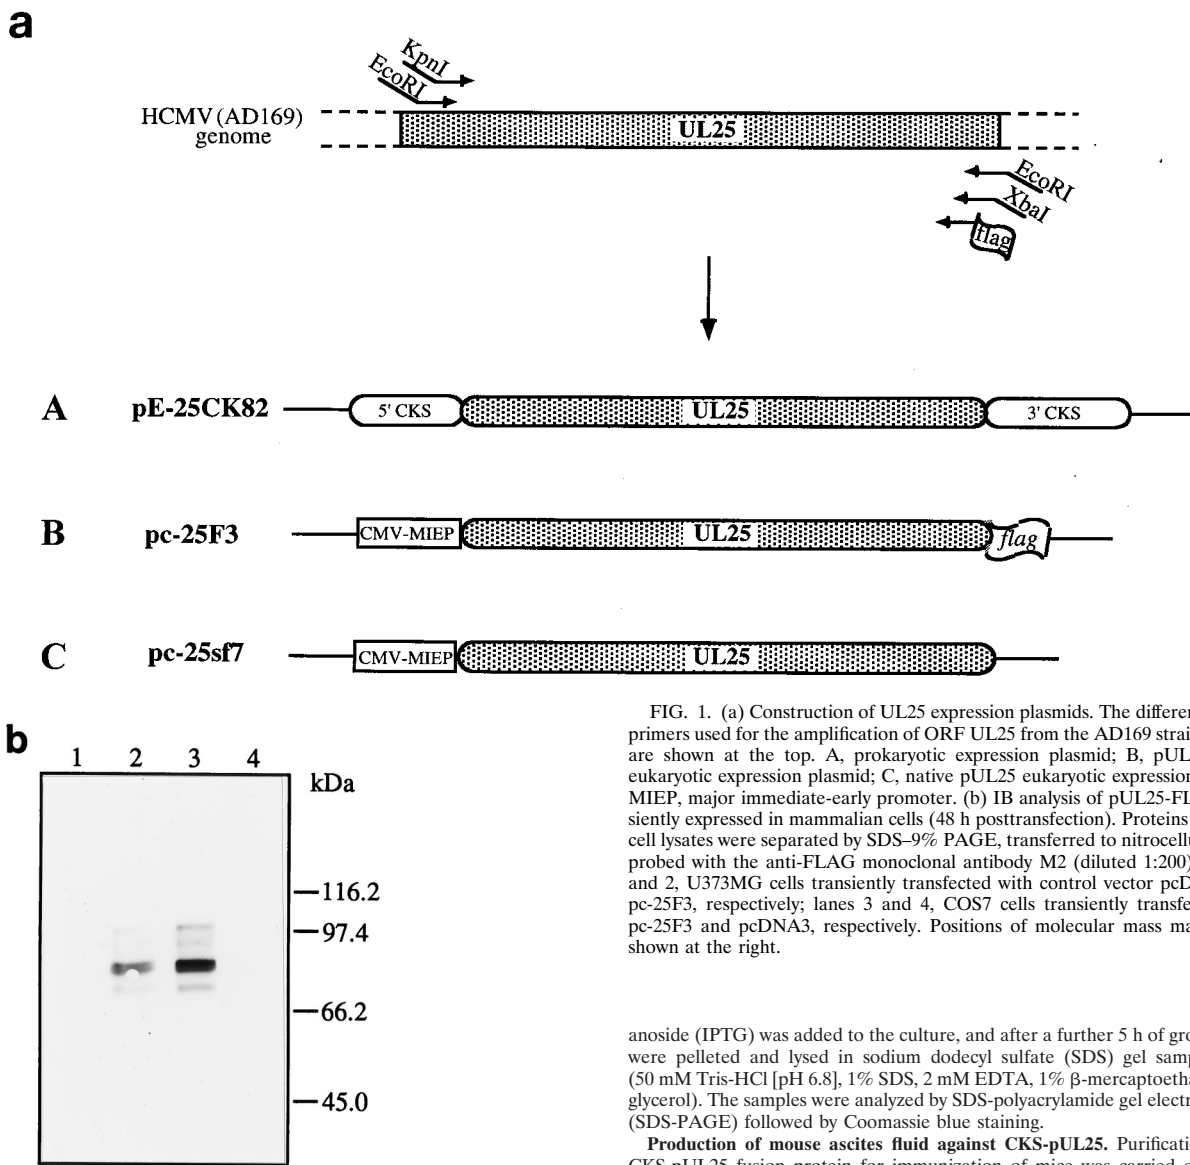 a
KpnI
EcoRI
HCMV (AD169)
genome
UL25
EcoRI
XbaI
flag
A pE-25CK82 5' CKS UL25 3' CKS
B pc-25F3 CMV-MIEP UL25 flag
C pc-25sf7 CMV-MIEP UL25
b
1 2 3 4
kDa
116.2
97.4
66.2
45.0
FIG. 1. (a) Construction of UL25 expression plasmids. The differen
primers used for the amplification of ORF UL25 from the AD169 strai
are shown at the top. A, prokaryotic expression plasmid; B, pUL
eukaryotic expression plasmid; C, native pUL25 eukaryotic expression
MIEP, major immediate-early promoter. (b) IB analysis of pUL25-FL
siently expressed in mammalian cells (48 h posttransfection). Proteins
cell lysates were separated by SDS–9% PAGE, transferred to nitrocellu
probed with the anti-FLAG monoclonal antibody M2 (diluted 1:200)
and 2, U373MG cells transiently transfected with control vector pcD
pc-25F3, respectively; lanes 3 and 4, COS7 cells transiently transfe
pc-25F3 and pcDNA3, respectively. Positions of molecular mass ma
shown at the right.
anoside (IPTG) was added to the culture, and after a further 5 h of gro
were pelleted and lysed in sodium dodecyl sulfate (SDS) gel samp
(50 mM Tris-HCl [pH 6.8], 1% SDS, 2 mM EDTA, 1% β-mercaptoetha
glycerol). The samples were analyzed by SDS-polyacrylamide gel electr
(SDS-PAGE) followed by Coomassie blue staining.
Production of mouse ascites fluid against CKS-pUL25. Purificati
CKS-pUL25 fusion protein for immunization of mice was carried o